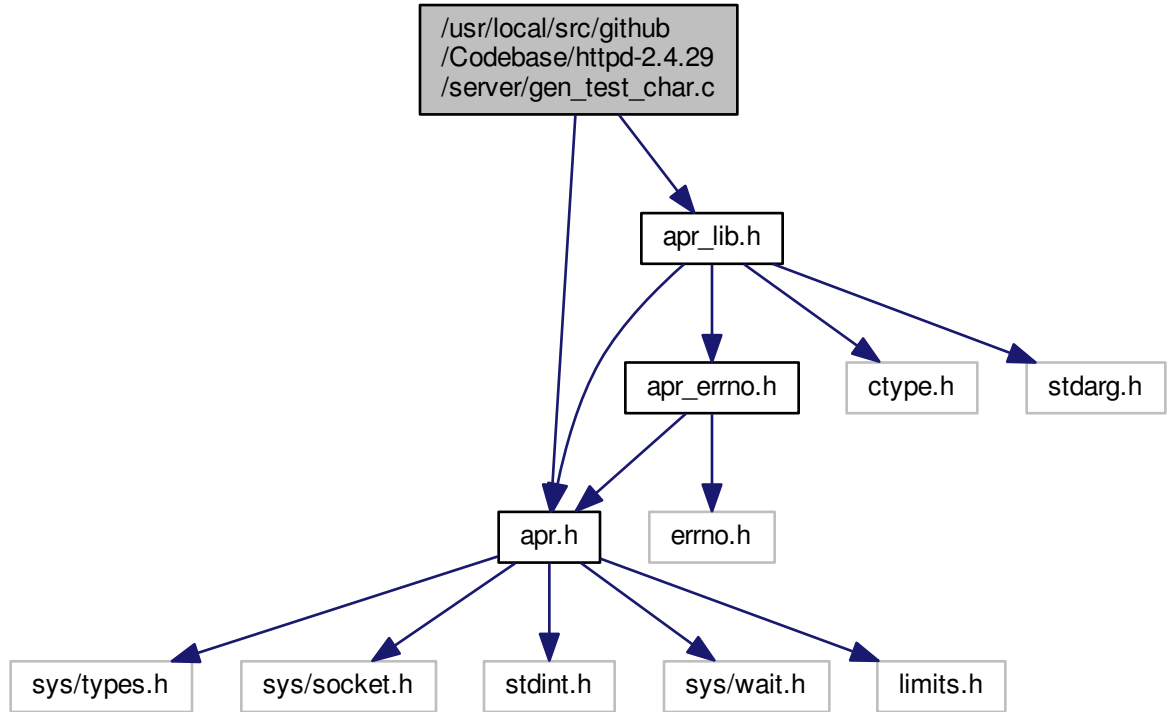 /usr/local/src/github
/Codebase/httpd-2.4.29
/server/gen_test_char.c
apr_lib.h
apr_errno.h
ctype.h
stdarg.h
apr.h
errno.h
sys/types.h
sys/socket.h
stdint.h
sys/wait.h
limits.h